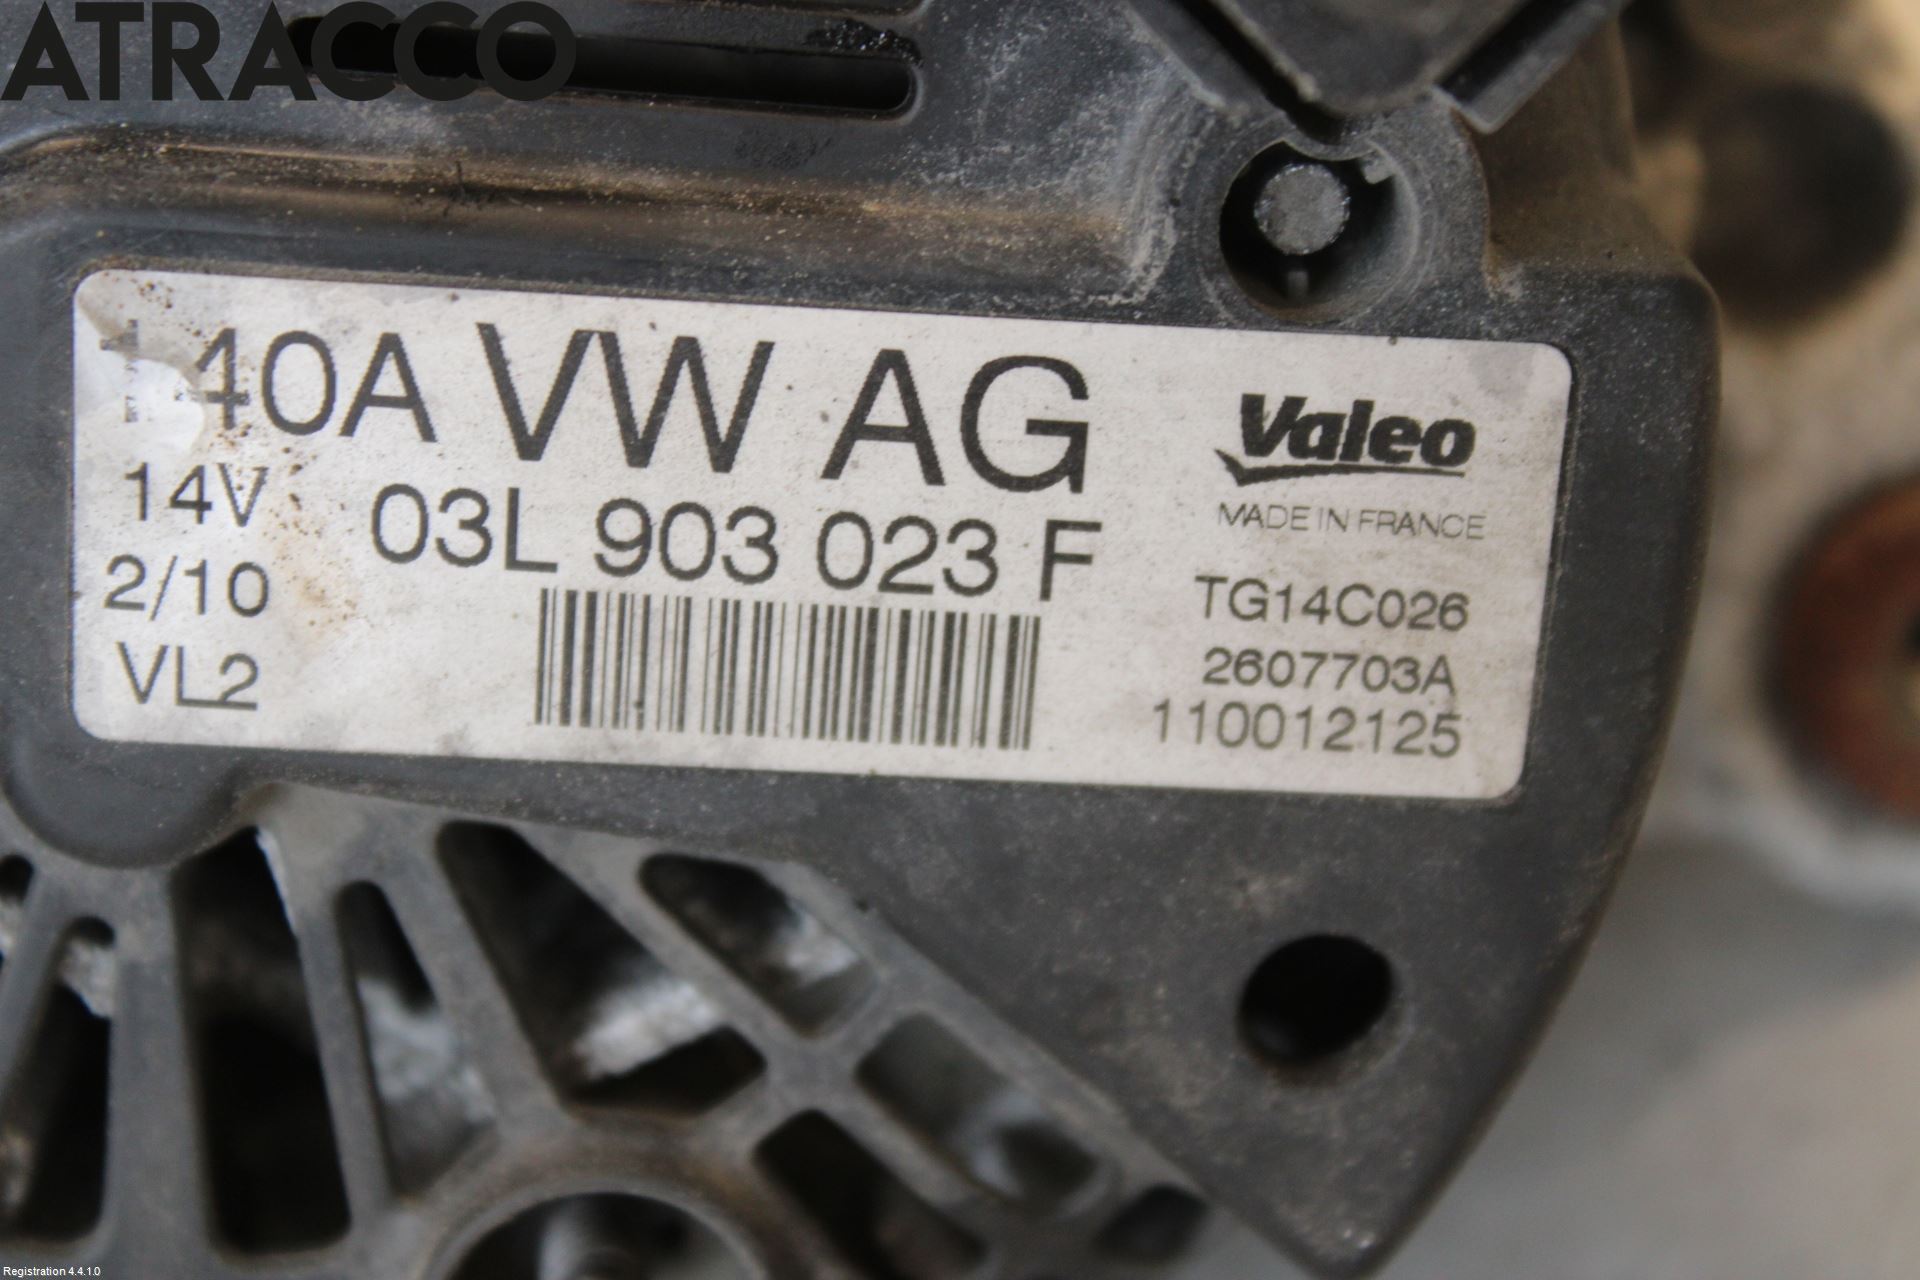 ATRACCO
140A VW AG
14V 03L 903 023 F
2/10
VL2
Valeo
MADE IN FRANCE
TG14C026
2607703A
110012125
Registration 4.4.1.0